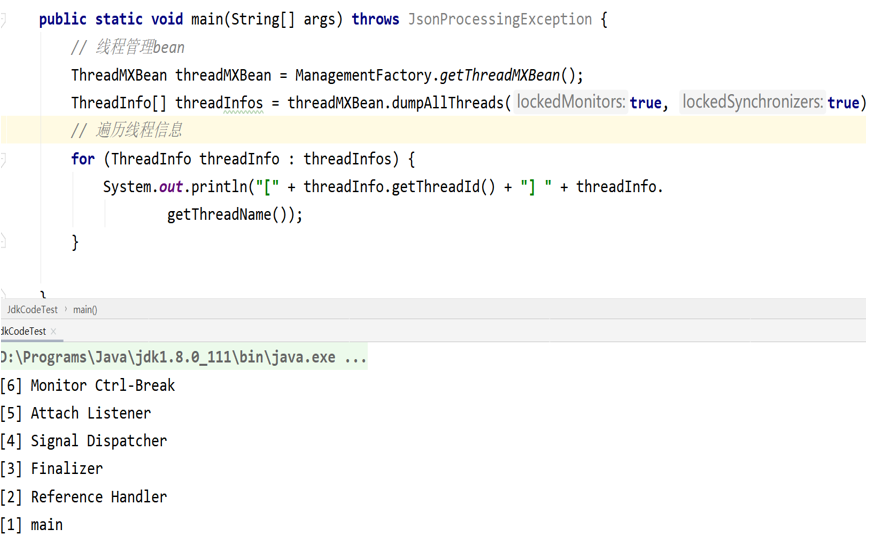 public static void main(String[] args) throws JsonProcessingException {
// 线程管理bean
ThreadMXBean threadMXBean = ManagementFactory.getThreadMXBean();
ThreadInfo[] threadInfos = threadMXBean.dumpAllThreads( lockedMonitors: true, lockedSynchronizers: true)
// 遍历线程信息
for (ThreadInfo threadInfo : threadInfos) {
System.out.println("[" + threadInfo.getThreadId() + "] " + threadInfo.
getThreadName());
}
}
JdkCodeTest › main()
dkCodeTest ×
D:\Programs\Java\jdk1.8.0_111\bin\java.exe ...
[6] Monitor Ctrl-Break
[5] Attach Listener
[4] Signal Dispatcher
[3] Finalizer
[2] Reference Handler
[1] main